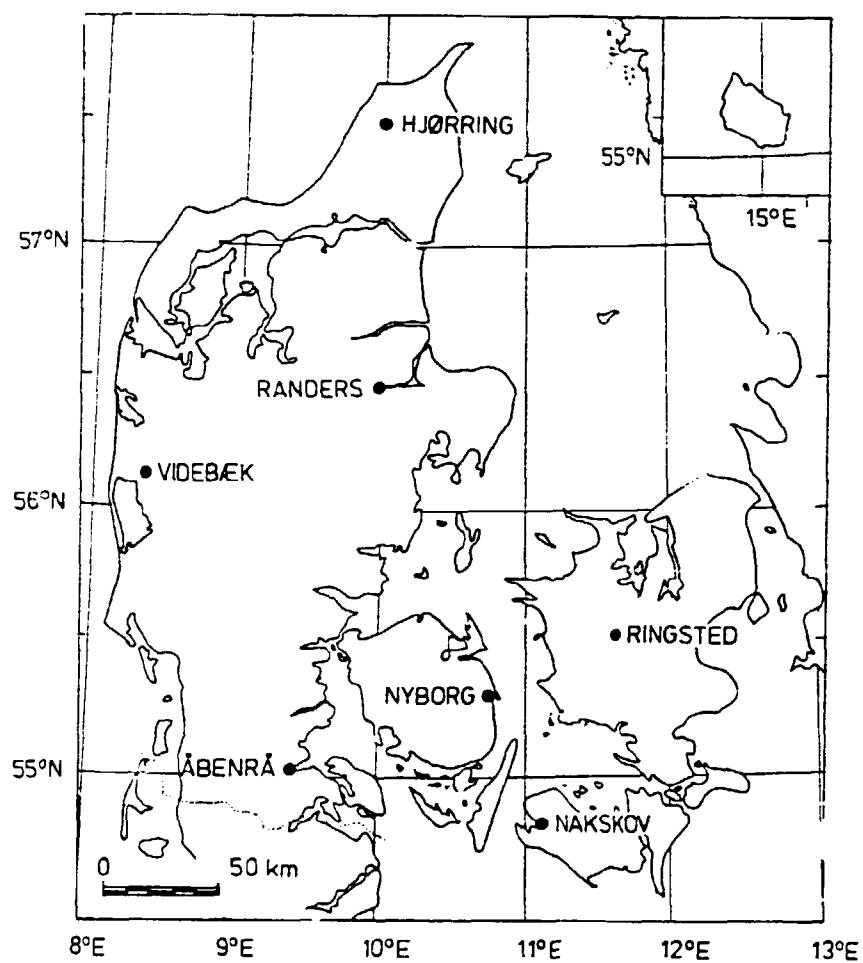 HJØRRING
55°N
15°E
57°N
RANDERS
VIDEBÆK
56°N
RINGSTED
NYBORG
55°N
ÅBENRÅ
NAKSKOV
0 50 km
8°E 9°E 10°E 11°E 12°E 13°E